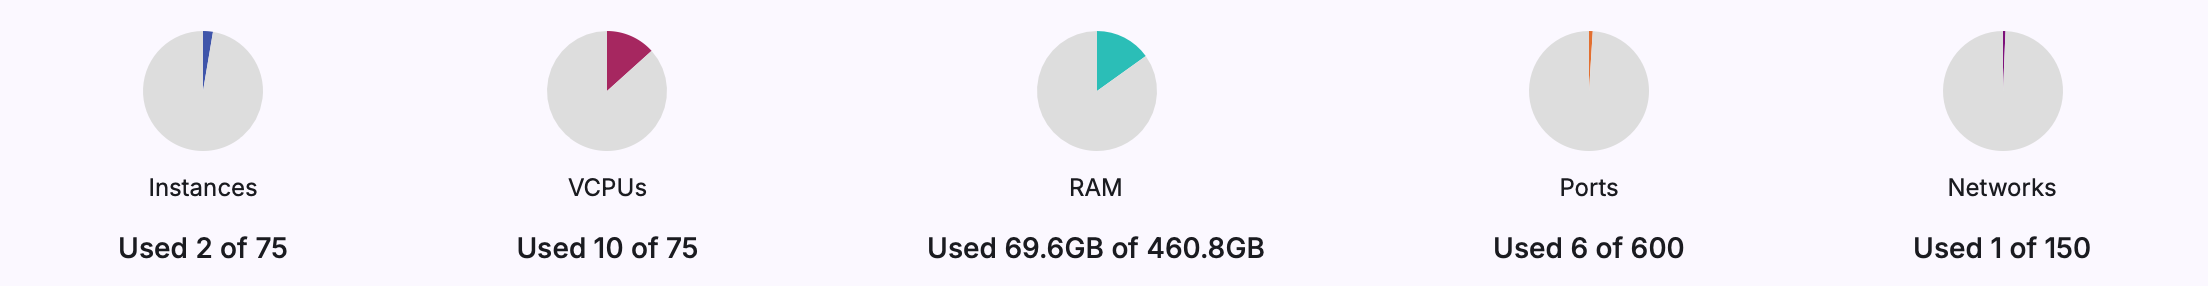 Instances
Used 2 of 75
VCPUs
Used 10 of 75
RAM
Used 69.6GB of 460.8GB
Ports
Used 6 of 600
Networks
Used 1 of 150